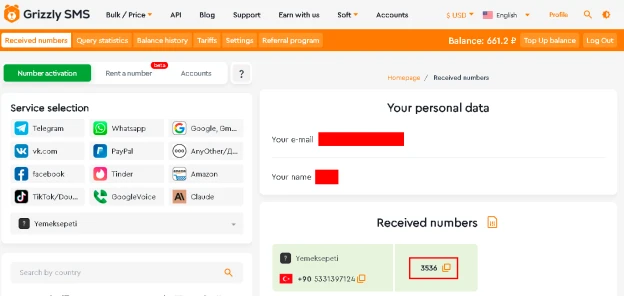 Grizzly SMS
Bulk / Price
API
Blog
Support
Earn with us
Soft
Accounts
$ USD
English
Profile
Received numbers
Query statistics
Balance history
Tariffs
Settings
Referral program
Balance: 661.2 ₽
Top Up balance
Log Out
Number activation
Rent a number
beta
Accounts
?
Service selection
Telegram
Whatsapp
Google, Gm...
vk.com
PayPal
AnyOther/Д...
facebook
Tinder
Amazon
TikTok/Dou...
GoogleVoice
Claude
? Yemeksepeti
Search by country
Homepage / Received numbers
Your personal data
Your e-mail
Your name
Received numbers
? Yemeksepeti
+90 5331397124
3536